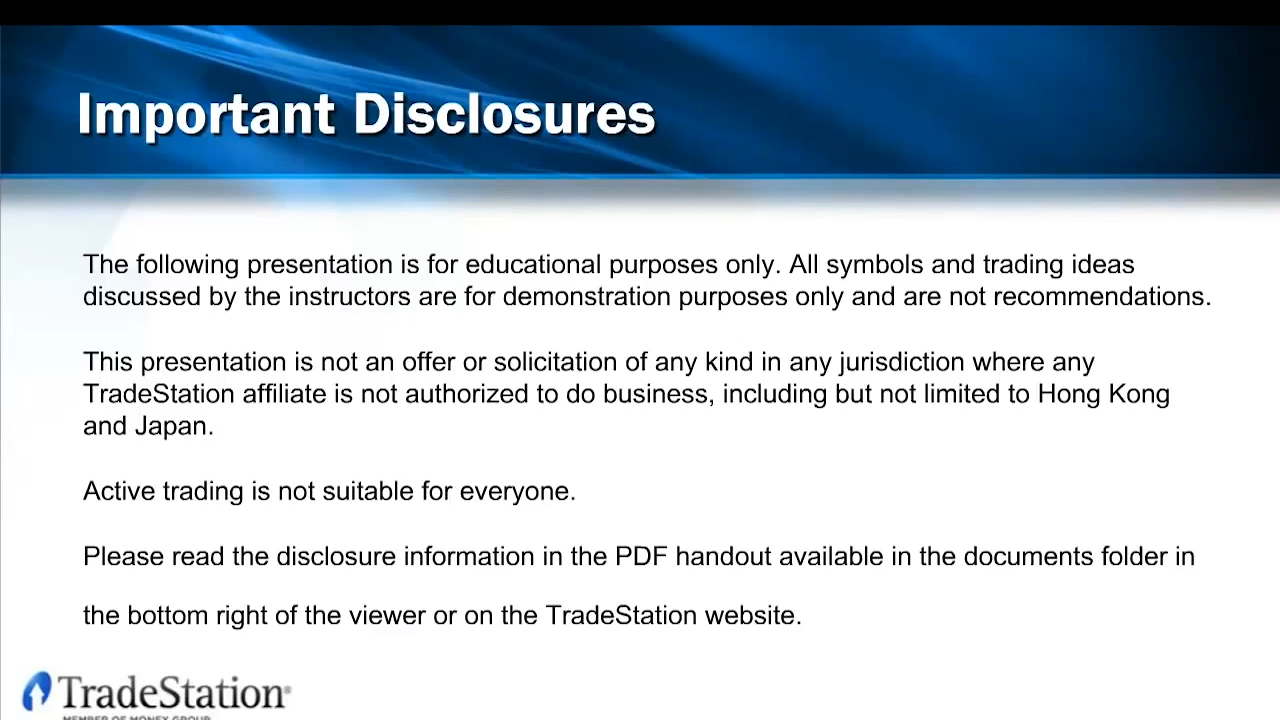 Important Disclosures
The following presentation is for educational purposes only. All symbols and trading ideas
discussed by the instructors are for demonstration purposes only and are not recommendations.
This presentation is not an offer or solicitation of any kind in any jurisdiction where any
TradeStation affiliate is not authorized to do business, including but not limited to Hong Kong
and Japan.
Active trading is not suitable for everyone.
Please read the disclosure information in the PDF handout available in the documents folder in
the bottom right of the viewer or on the TradeStation website.
TradeStation®
MEMBER OF MONEX GROUP